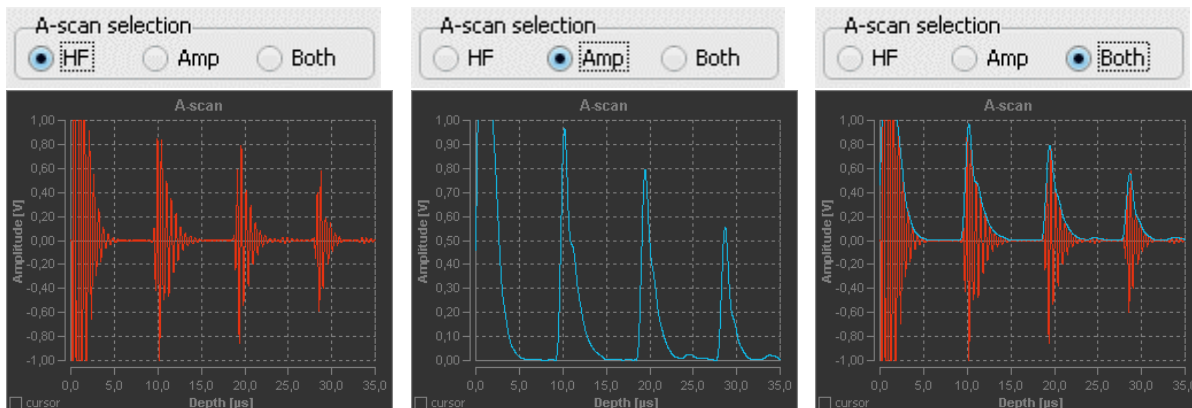 A-scan selection
HF Amp Both
A-scan
1,00
0,80
0,60
0,40
0,20
0,00
-0,20
-0,40
-0,60
-0,80
-1,00
Amplitude [V]
0,0 5,0 10,0 15,0 20,0 25,0 30,0 35,0
cursor Depth [µs]
A-scan selection
HF Amp Both
A-scan
1,00
0,90
0,80
0,70
0,60
0,50
0,40
0,30
0,20
0,10
0,00
Amplitude [V]
0,0 5,0 10,0 15,0 20,0 25,0 30,0 35,0
cursor Depth [µs]
A-scan selection
HF Amp Both
A-scan
1,00
0,80
0,60
0,40
0,20
0,00
-0,20
-0,40
-0,60
-0,80
-1,00
Amplitude [V]
0,0 5,0 10,0 15,0 20,0 25,0 30,0 35,0
cursor Depth [µs]